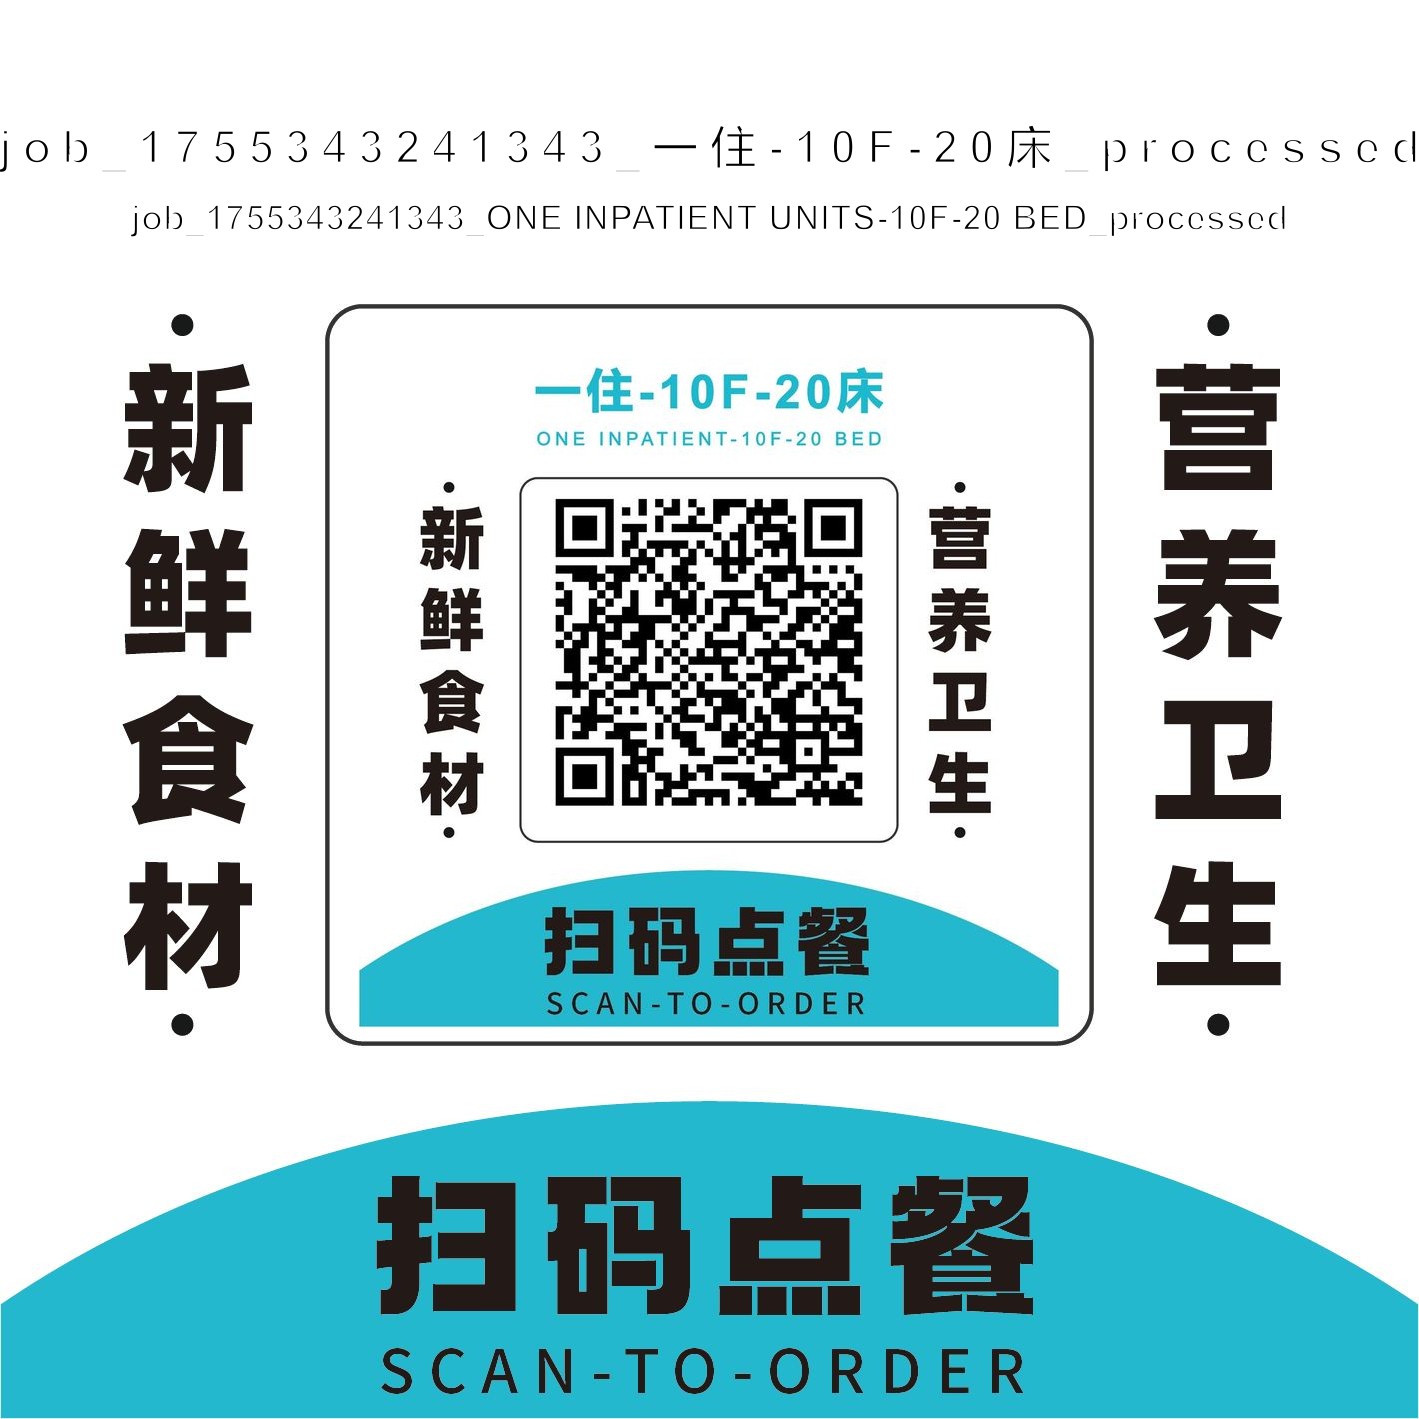 job_1755343241343_一住-10F-20床_processed
job_1755343241343_ONE INPATIENT UNITS-10F-20 BED_processed
新鲜食材
一住-10F-20床
ONE INPATIENT-10F-20 BED
新鲜食材
营养卫生
扫码点餐
SCAN-TO-ORDER
营养卫生
扫码点餐
SCAN-TO-ORDER